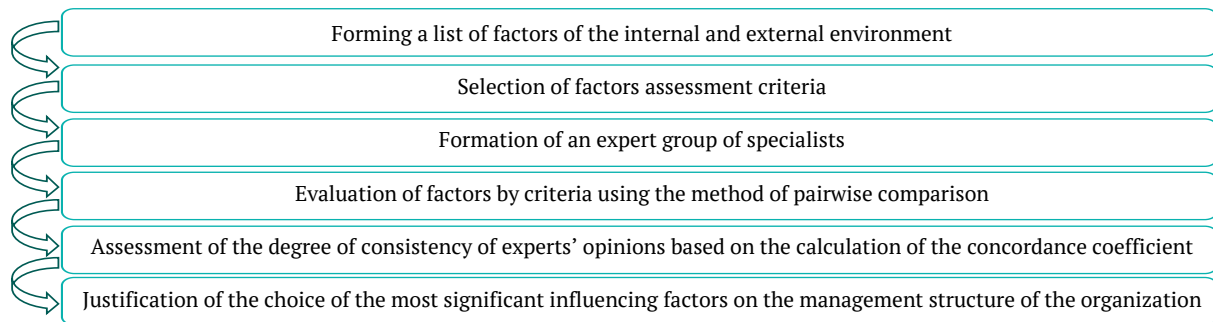 Forming a list of factors of the internal and external environment
Selection of factors assessment criteria
Formation of an expert group of specialists
Evaluation of factors by criteria using the method of pairwise comparison
Assessment of the degree of consistency of experts’ opinions based on the calculation of the concordance coefficient
Justification of the choice of the most significant influencing factors on the management structure of the organization